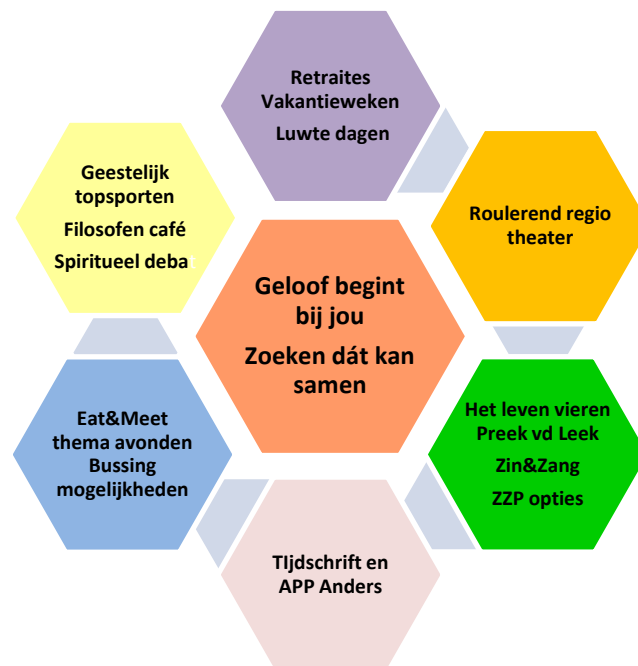 Retraites
Vakantieweken
Luwte dagen
Roulerend regio
theater
Het leven vieren
Preek vd Leek
Zin&Zang
ZZP opties
TIjdschrift en
APP Anders
Eat&Meet
thema avonden
Bussing
mogelijkheden
Geestelijk
topsporten
Filosofen café
Spiritueel deba
Geloof begint
bij jou
Zoeken dát kan
samen